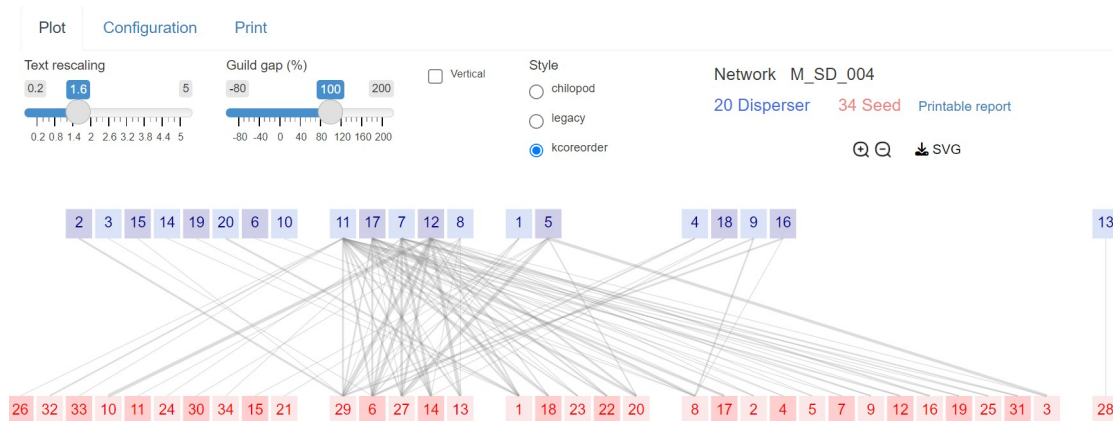 Plot Configuration Print
Text rescaling Guild gap (%) Vertical Style Network M_SD_004
0.2 1.6 5 -80 100 200 chilopod
20 Disperser 34 Seed Printable report
0.2 0.8 1.4 2 2.6 3.2 3.8 4.4 5 -80 -40 0 40 80 120 160 200 legacy
kcoreorder SVG
2 3 15 14 19 20 6 10 11 17 7 12 8 1 5 4 18 9 16 13
26 32 33 10 11 24 30 34 15 21 29 6 27 14 13 1 18 23 22 20 8 17 2 4 5 7 9 12 16 19 25 31 3 28